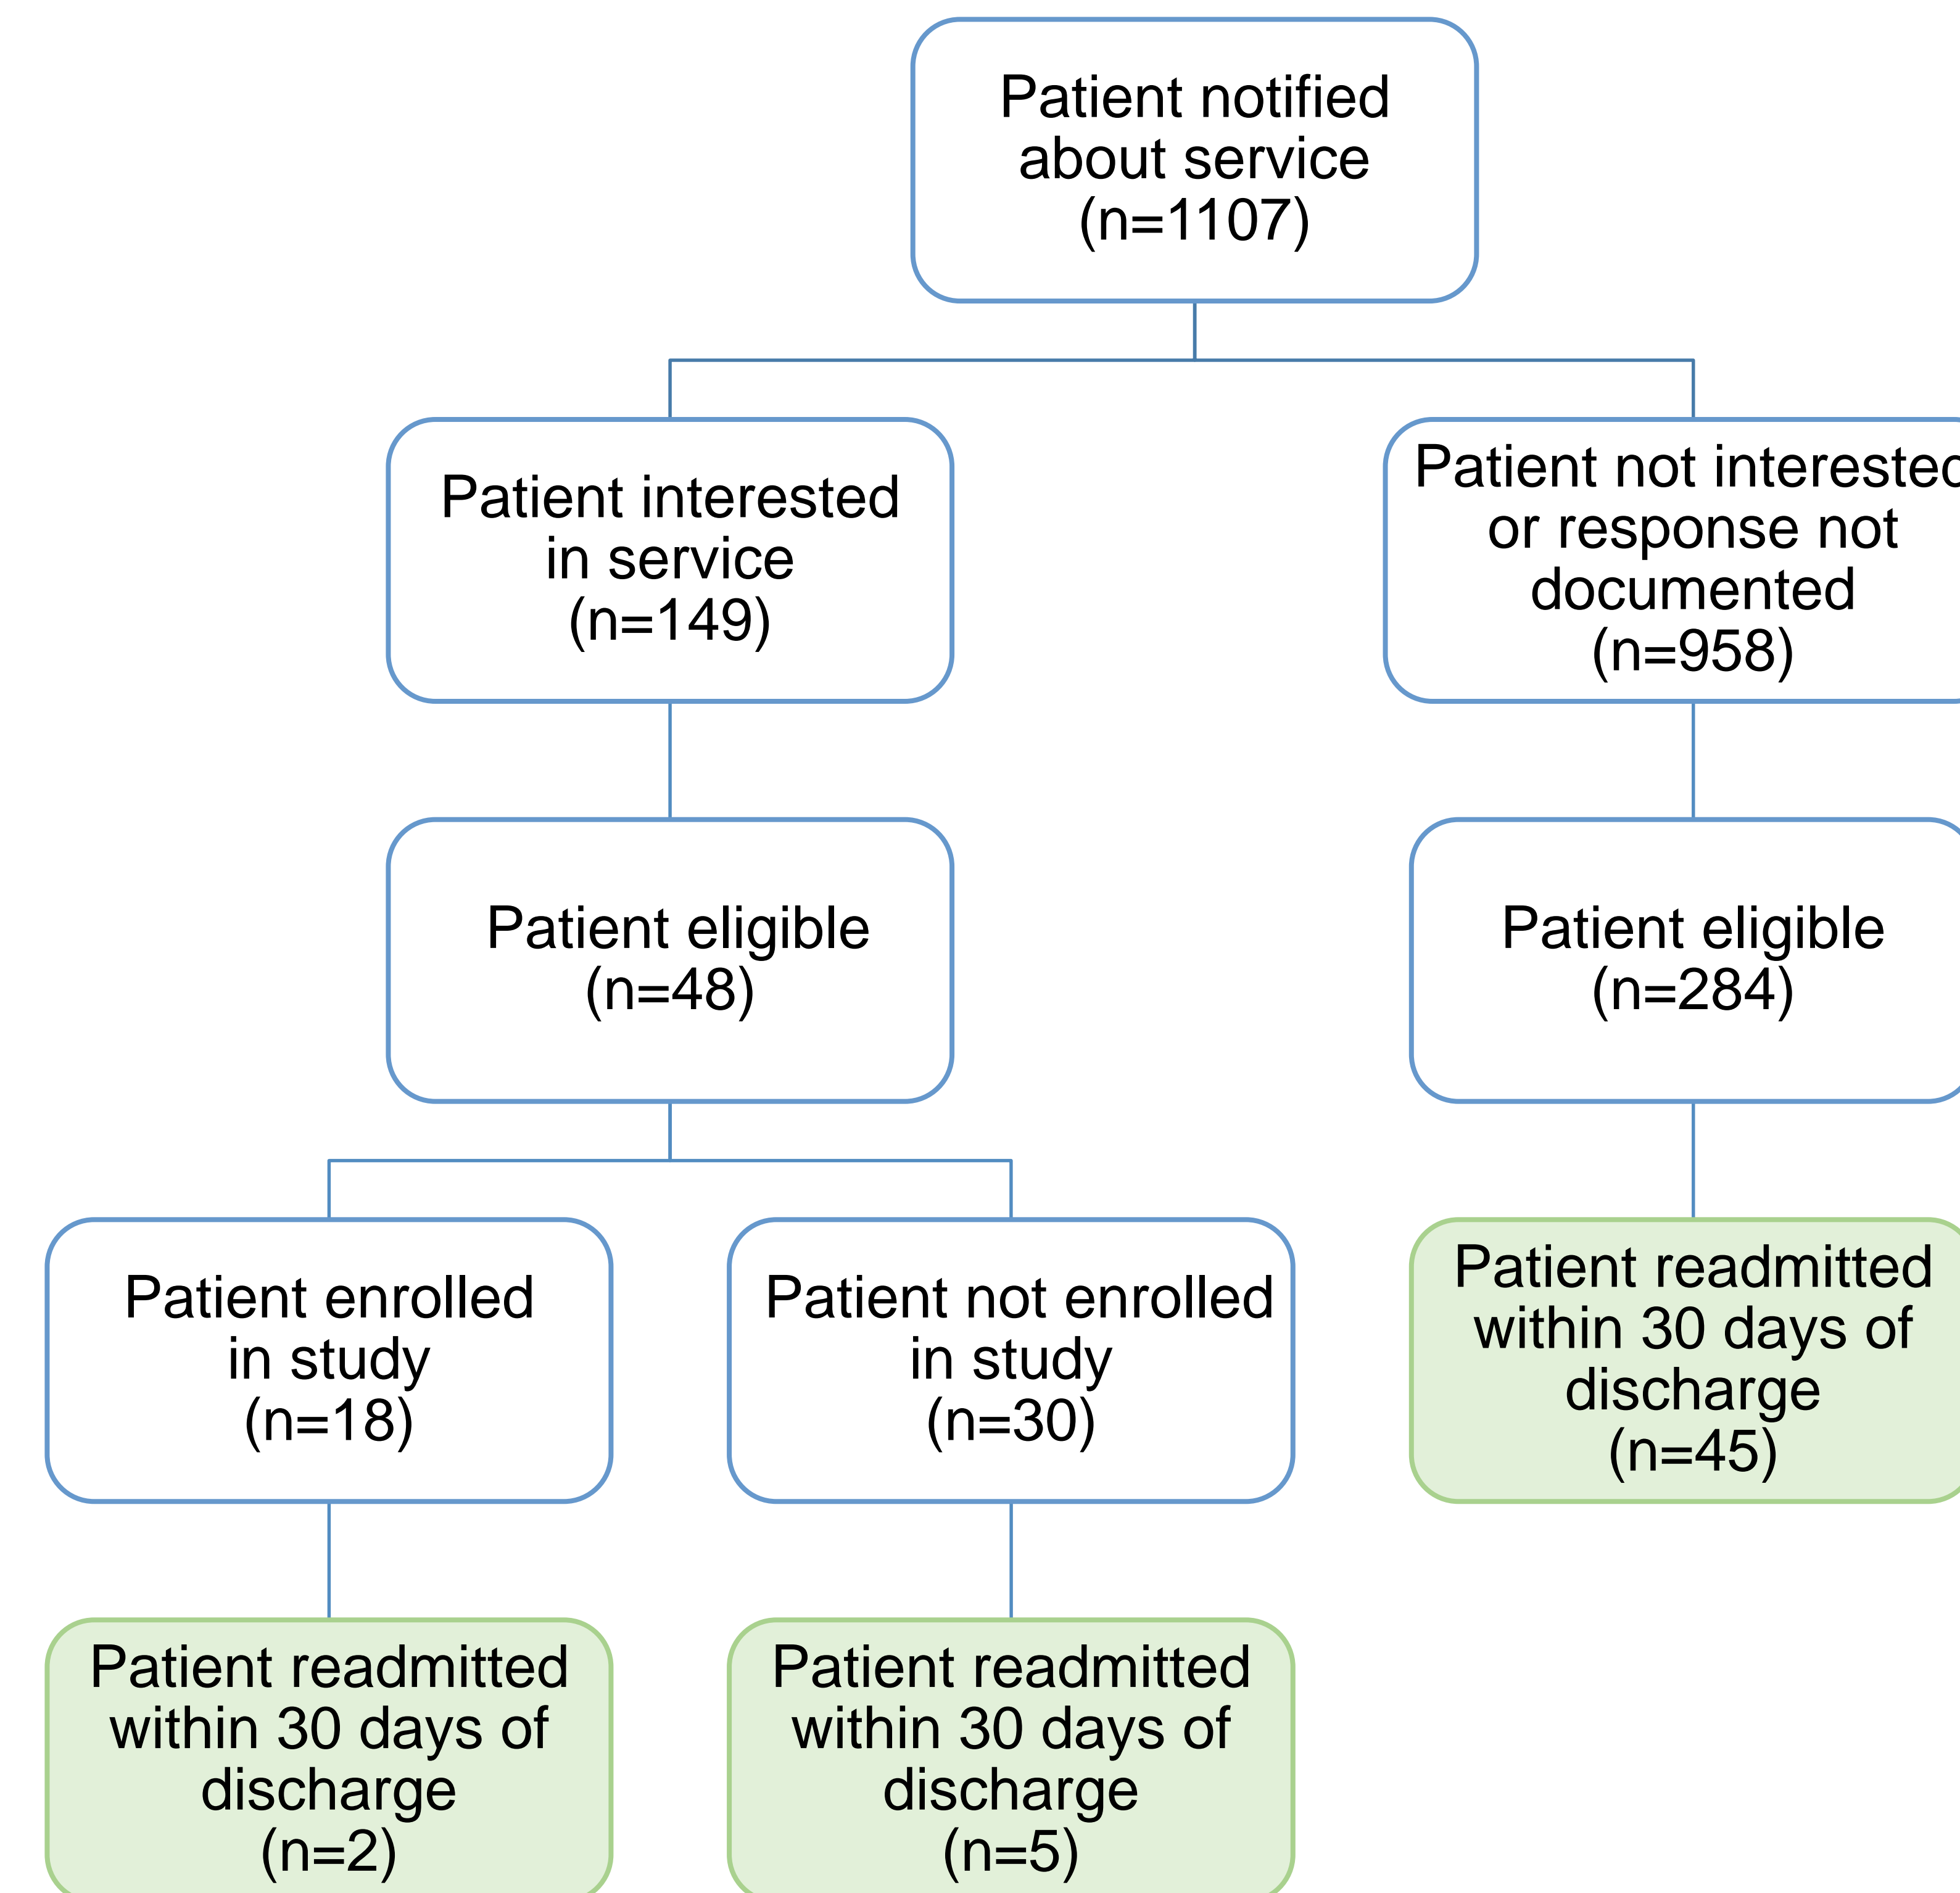 Patient notified
about service
(n=1107)
Patient interested
in service
(n=149)
Patient not interested
or response not
documented
(n=958)
Patient eligible
(n=48)
Patient eligible
(n=284)
Patient enrolled
in study
(n=18)
Patient not enrolled
in study
(n=30)
Patient readmitted
within 30 days of
discharge
(n=45)
Patient readmitted
within 30 days of
discharge
(n=2)
Patient readmitted
within 30 days of
discharge
(n=5)